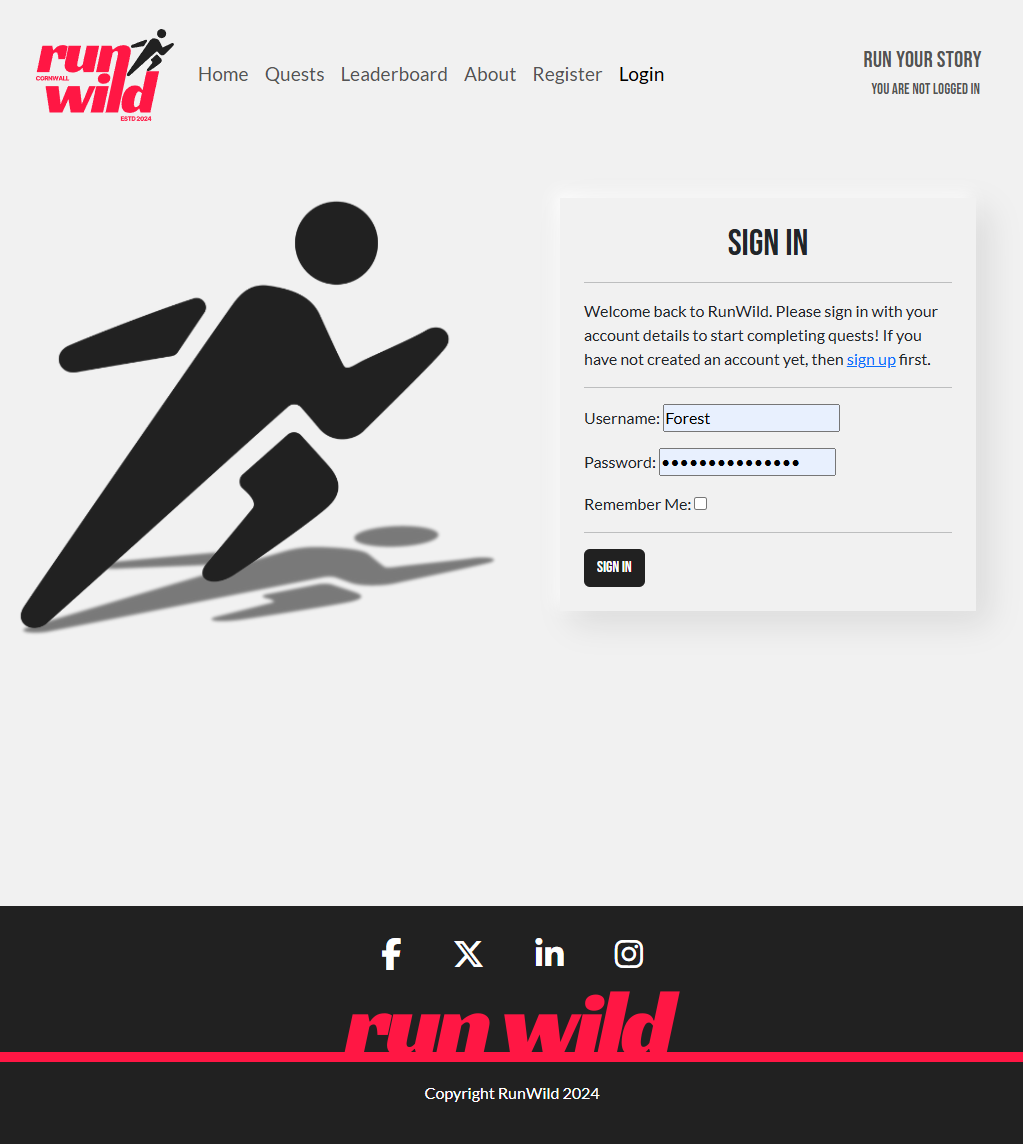 run
CORNWALL
wild
ESTD 2024
Home Quests Leaderboard About Register Login
RUN YOUR STORY
YOU ARE NOT LOGGED IN
SIGN IN
Welcome back to RunWild. Please sign in with your
account details to start completing quests! If you
have not created an account yet, then sign up first.
Username: Forest
Password: •••••••••••••••
Remember Me:
SIGN IN
run wild
Copyright RunWild 2024